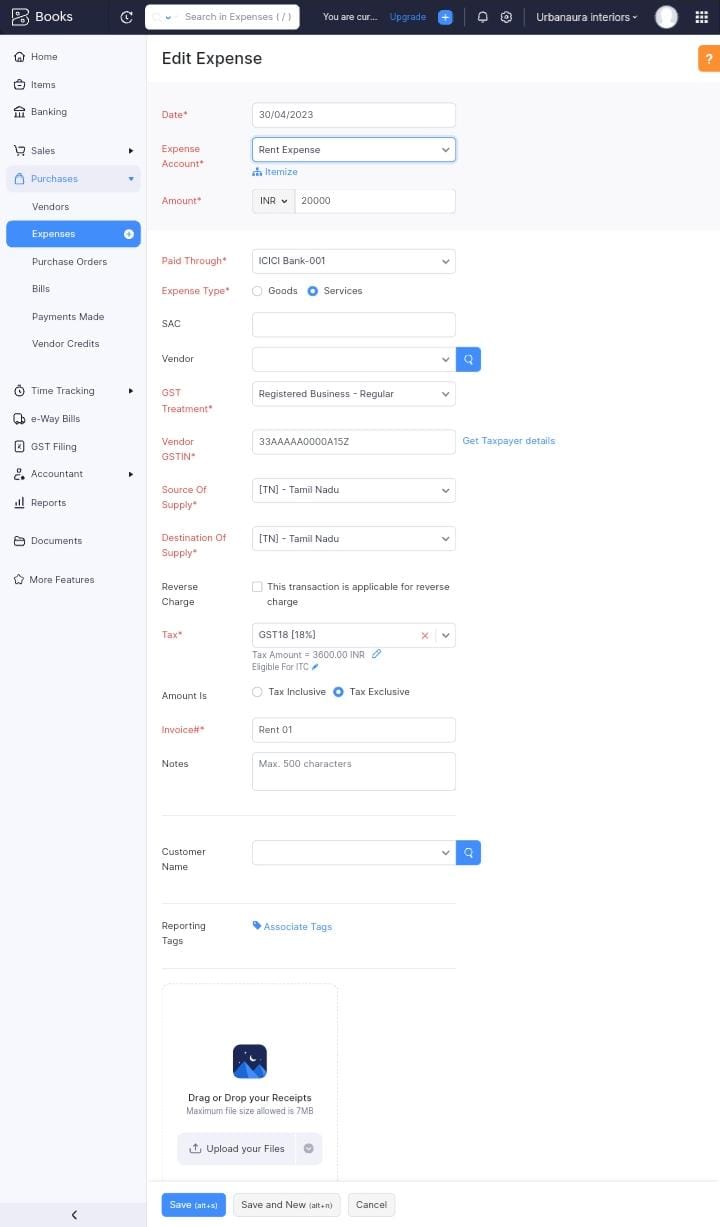 Books
Search in Expenses ( / )
You are cur...
Upgrade
Urbanaura interiors
Home
Items
Banking
Sales
Purchases
Vendors
Expenses
Purchase Orders
Bills
Payments Made
Vendor Credits
Time Tracking
e-Way Bills
GST Filing
Accountant
Reports
Documents
More Features
Edit Expense
?
Date*
30/04/2023
Expense
Account*
Rent Expense
Itemize
Amount*
INR
20000
Paid Through*
ICICI Bank-001
Expense Type*
Goods
Services
SAC
Vendor
GST
Treatment*
Registered Business - Regular
Vendor
GSTIN*
33AAAAA0000A15Z
Get Taxpayer details
Source Of
Supply*
[TN] - Tamil Nadu
Destination Of
Supply*
[TN] - Tamil Nadu
Reverse
Charge
This transaction is applicable for reverse
charge
Tax*
GST18 [18%]
Tax Amount = 3600.00 INR
Eligible For ITC
Amount Is
Tax Inclusive
Tax Exclusive
Invoice#*
Rent 01
Notes
Max. 500 characters
Customer
Name
Reporting
Tags
Associate Tags
Drag or Drop your Receipts
Maximum file size allowed is 7MB
Upload your Files
Save (alt+s)
Save and New (alt+n)
Cancel